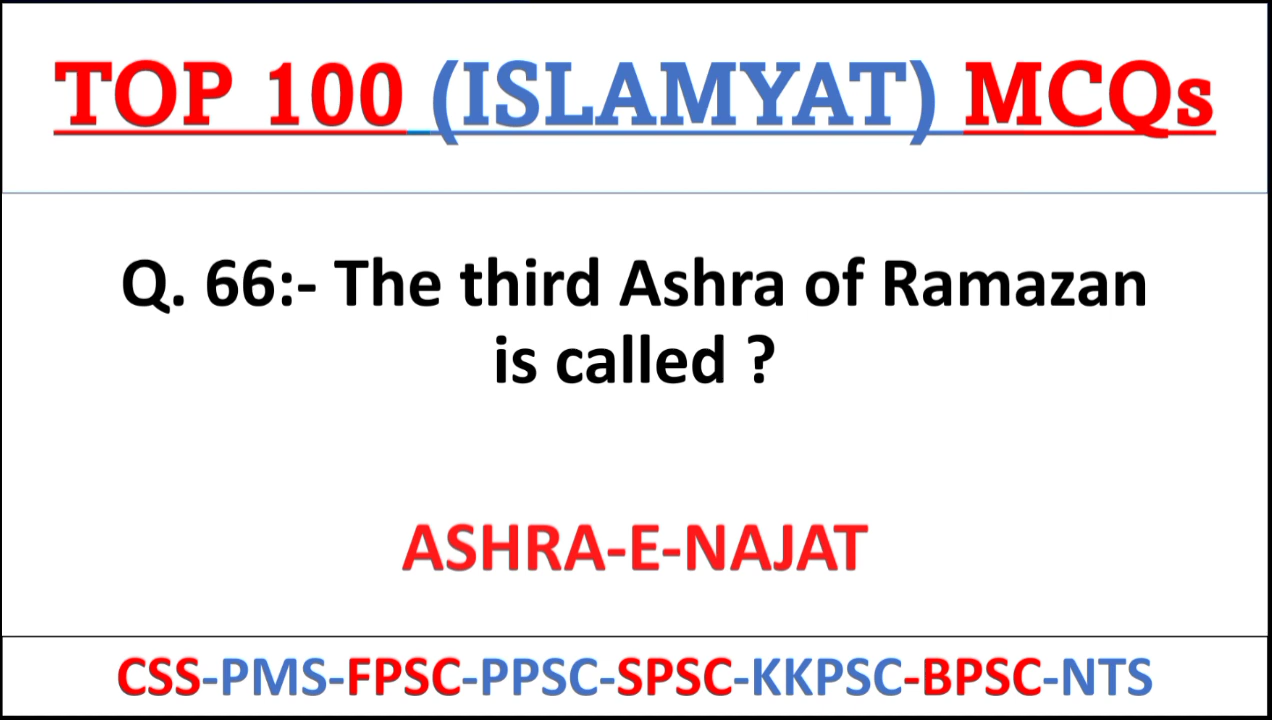 TOP 100 (ISLAMYAT) MCQs
Q. 66:- The third Ashra of Ramazan
is called ?
ASHRA-E-NAJAT
CSS-PMS-FPSC-PPSC-SPSC-KKPSC-BPSC-NTS